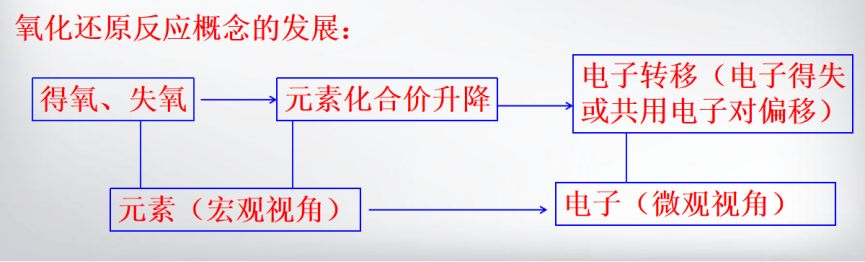 氧化还原反应概念的发展：
得氧、失氧
元素化合价升降
电子转移（电子得失
或共用电子对偏移）
元素（宏观视角）
电子（微观视角）